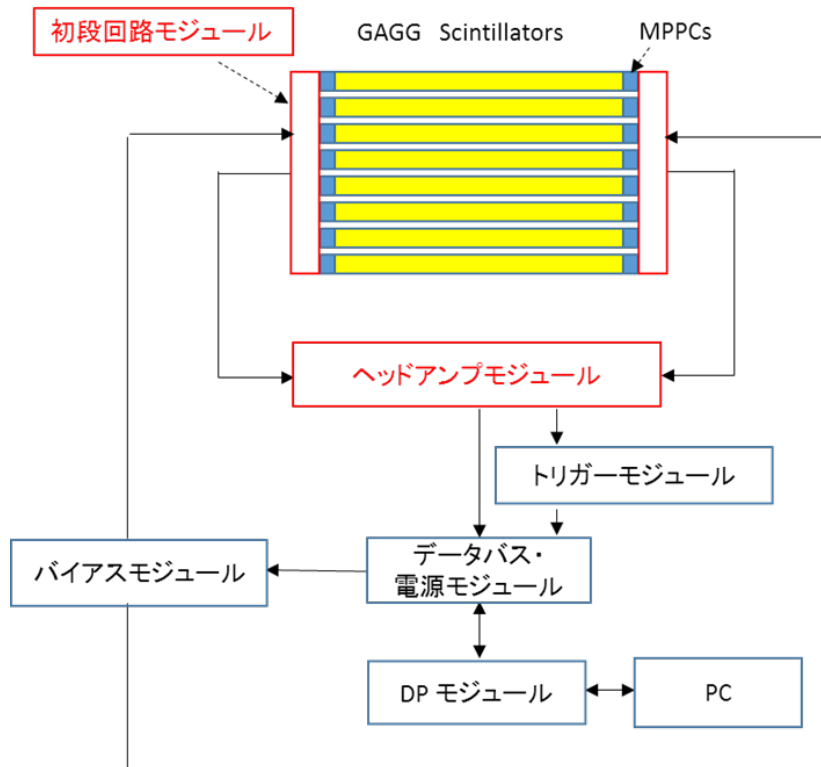 初段回路モジュール
GAGG Scintillators
MPPCs
ヘッドアンプモジュール
トリガーモジュール
バイアスモジュール
データバス・
電源モジュール
DP モジュール
PC